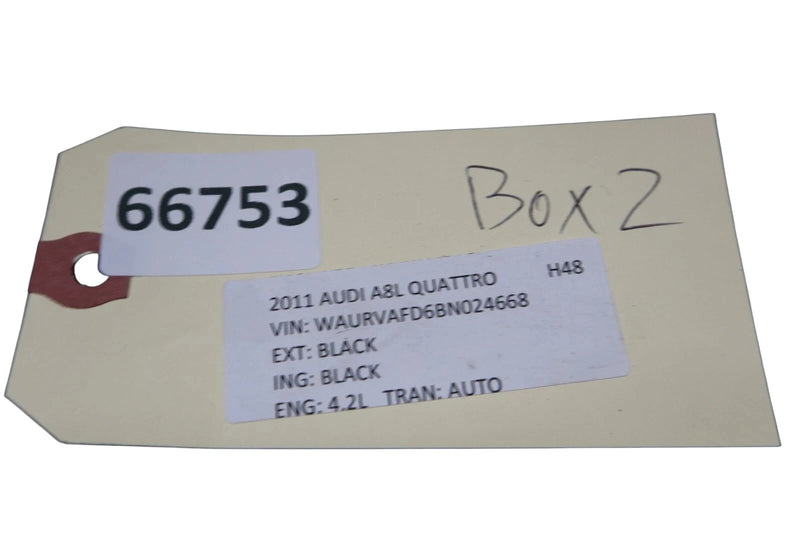 66753
Box 2
2011 AUDI A8L QUATTRO H48
VIN: WAURVAFD6BN024668
EXT: BLACK
ING: BLACK
ENG: 4.2L TRAN: AUTO